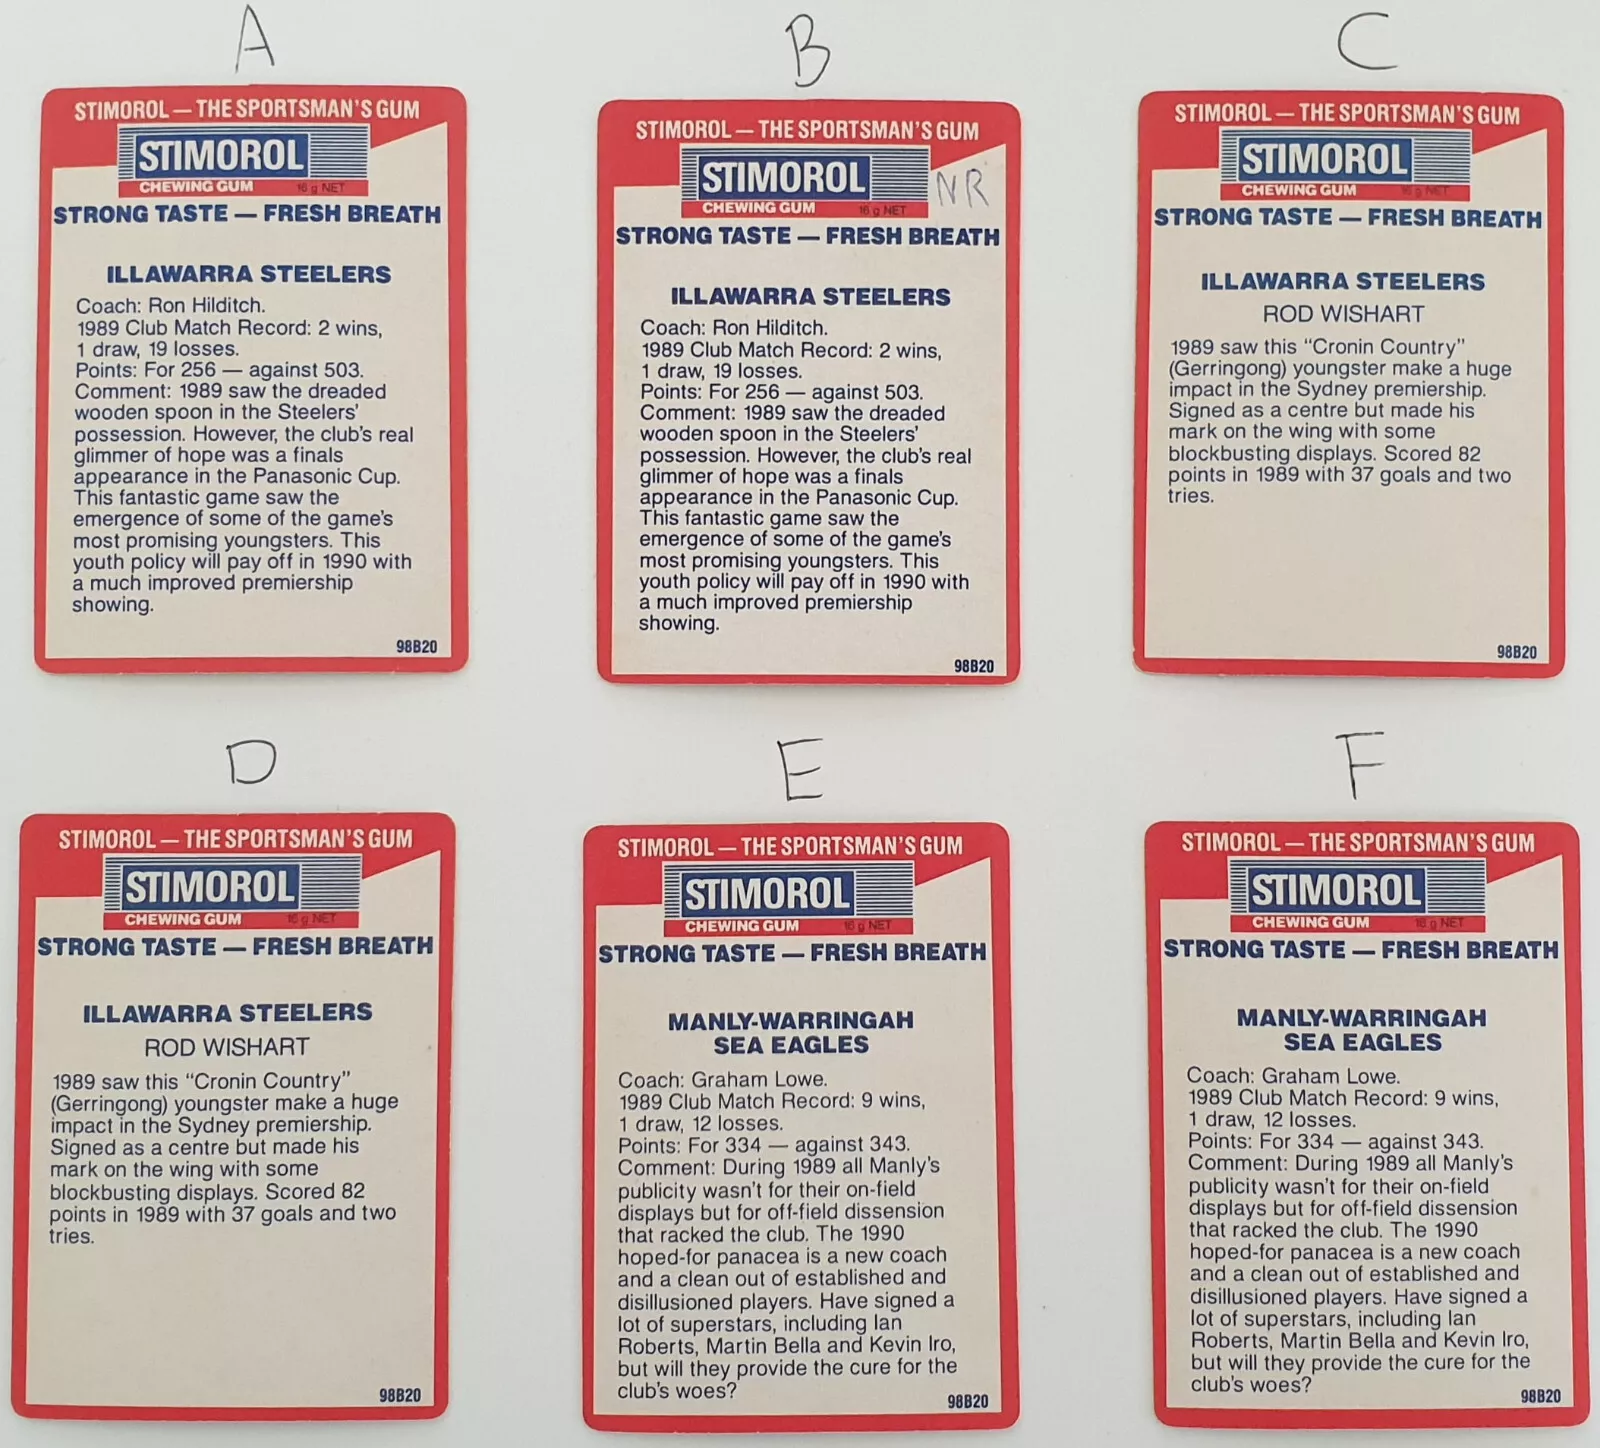 A
STIMOROL — THE SPORTSMAN'S GUM
STIMOROL
CHEWING GUM 16 g NET
STRONG TASTE — FRESH BREATH
ILLAWARRA STEELERS
Coach: Ron Hilditch.
1989 Club Match Record: 2 wins,
1 draw, 19 losses.
Points: For 256 — against 503.
Comment: 1989 saw the dreaded
wooden spoon in the Steelers'
possession. However, the club's real
glimmer of hope was a finals
appearance in the Panasonic Cup.
This fantastic game saw the
emergence of some of the game's
most promising youngsters. This
youth policy will pay off in 1990 with
a much improved premiership
showing.
98B20
B
STIMOROL — THE SPORTSMAN'S GUM
STIMOROL
NR
CHEWING GUM 16 g NET
STRONG TASTE — FRESH BREATH
ILLAWARRA STEELERS
Coach: Ron Hilditch.
1989 Club Match Record: 2 wins,
1 draw, 19 losses.
Points: For 256 — against 503.
Comment: 1989 saw the dreaded
wooden spoon in the Steelers'
possession. However, the club's real
glimmer of hope was a finals
appearance in the Panasonic Cup.
This fantastic game saw the
emergence of some of the game's
most promising youngsters. This
youth policy will pay off in 1990 with
a much improved premiership
showing.
98B20
C
STIMOROL — THE SPORTSMAN'S GUM
STIMOROL
CHEWING GUM 16 g NET
STRONG TASTE — FRESH BREATH
ILLAWARRA STEELERS
ROD WISHART
1989 saw this “Cronin Country”
(Gerringong) youngster make a huge
impact in the Sydney premiership.
Signed as a centre but made his
mark on the wing with some
blockbusting displays. Scored 82
points in 1989 with 37 goals and two
tries.
98B20
D
STIMOROL — THE SPORTSMAN'S GUM
STIMOROL
CHEWING GUM 16 g NET
STRONG TASTE — FRESH BREATH
ILLAWARRA STEELERS
ROD WISHART
1989 saw this “Cronin Country”
(Gerringong) youngster make a huge
impact in the Sydney premiership.
Signed as a centre but made his
mark on the wing with some
blockbusting displays. Scored 82
points in 1989 with 37 goals and two
tries.
98B20
E
STIMOROL — THE SPORTSMAN'S GUM
STIMOROL
CHEWING GUM 16 g NET
STRONG TASTE — FRESH BREATH
MANLY-WARRINGAH
SEA EAGLES
Coach: Graham Lowe.
1989 Club Match Record: 9 wins,
1 draw, 12 losses.
Points: For 334 — against 343.
Comment: During 1989 all Manly's
publicity wasn't for their on-field
displays but for off-field dissension
that racked the club. The 1990
hoped-for panacea is a new coach
and a clean out of established and
disillusioned players. Have signed a
lot of superstars, including Ian
Roberts, Martin Bella and Kevin Iro,
but will they provide the cure for the
club's woes?
98B20
F
STIMOROL — THE SPORTSMAN'S GUM
STIMOROL
CHEWING GUM 16 g NET
STRONG TASTE — FRESH BREATH
MANLY-WARRINGAH
SEA EAGLES
Coach: Graham Lowe.
1989 Club Match Record: 9 wins,
1 draw, 12 losses.
Points: For 334 — against 343.
Comment: During 1989 all Manly's
publicity wasn't for their on-field
displays but for off-field dissension
that racked the club. The 1990
hoped-for panacea is a new coach
and a clean out of established and
disillusioned players. Have signed a
lot of superstars, including Ian
Roberts, Martin Bella and Kevin Iro,
but will they provide the cure for the
club's woes?
98B20